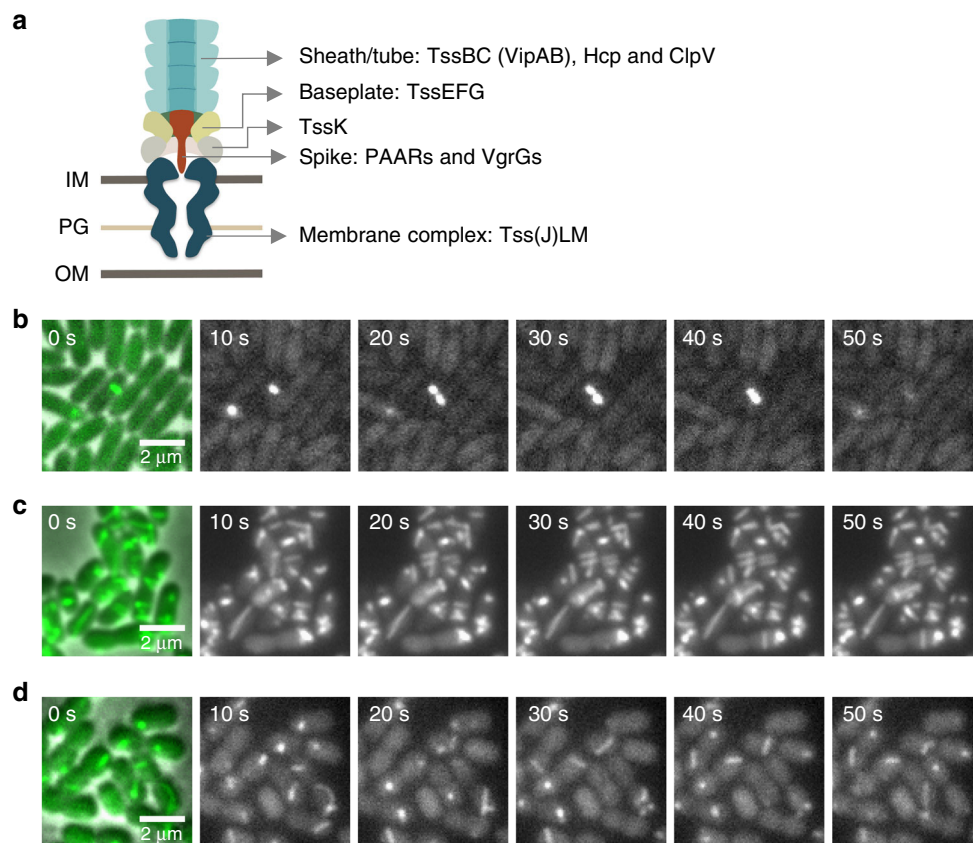 a
Sheath/tube: TssBC (VipAB), Hcp and ClpV
Baseplate: TssEFG
TssK
Spike: PAARs and VgrGs
IM
PG
Membrane complex: Tss(J)LM
OM
b
0 s 10 s 20 s 30 s 40 s 50 s
2 μm
c
0 s 10 s 20 s 30 s 40 s 50 s
2 μm
d
0 s 10 s 20 s 30 s 40 s 50 s
2 μm